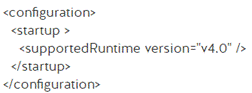 <configuration>
<startup >
<supportedRuntime version="v4.0" />
</startup>
</configuration>